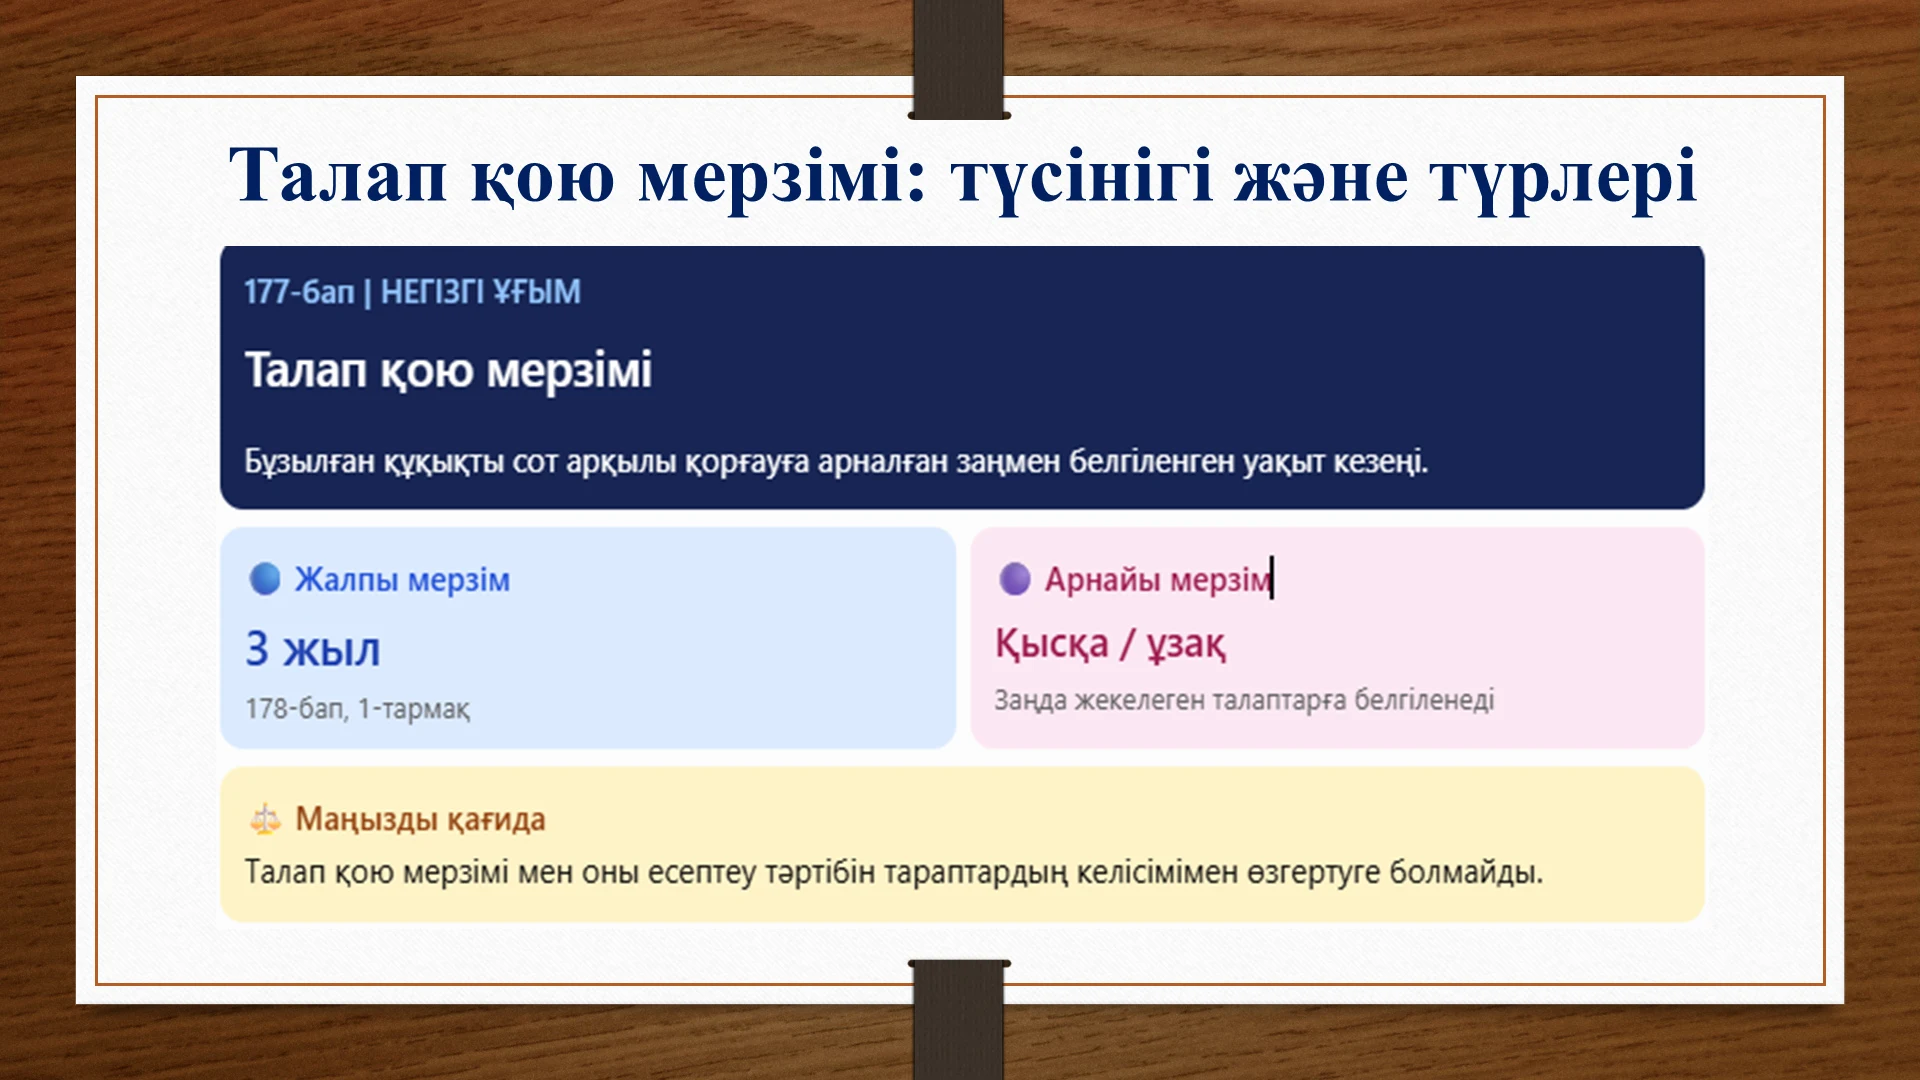 Талап қою мерзімі: түсінігі және түрлері
177-бап | НЕГІЗГІ ҰҒЫМ
Талап қою мерзімі
Бұзылған құқықты сот арқылы қорғауға арналған заңмен белгіленген уақыт кезеңі.
Жалпы мерзім
3 жыл
178-бап, 1-тармақ
Арнайы мерзім
Қысқа / ұзақ
Заңда жекелеген талаптарға белгіленеді
Маңызды қағида
Талап қою мерзімі мен оны есептеу тәртібін тараптардың келісімімен өзгертуге болмайды.